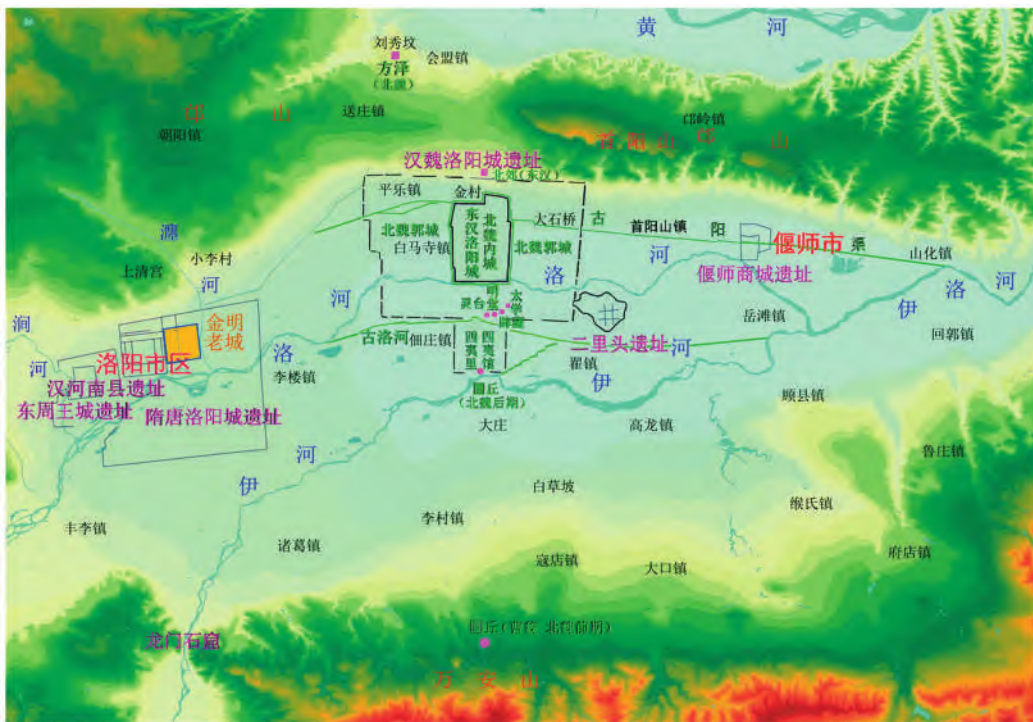 黄 河
刘秀坟
会盟镇
方泽
(北魏)
送庄镇
邙 山
朝阳镇
邙岭镇
首阳山 邙 山
汉魏洛阳城遗址
北郊(东汉)
平乐镇
金村
大石桥
古
首阳山镇
阳
偃师市
渠
山化镇
东汉洛阳城
北魏内城
北魏郭城
白马寺镇
北魏郭城
瀍
河
小李村
上清宫
偃师商城遗址
河
洛
河
伊 洛 河
明堂
灵台
太学
辟雍
岳滩镇
回郭镇
涧
河
金明
老城
洛阳市区
洛
河
古洛河
佃庄镇
四夷里
四夷馆
二里头遗址
翟镇
河
伊
李楼镇
汉河南县遗址
东周王城遗址
隋唐洛阳城遗址
圜丘
(北魏后期)
大庄
高龙镇
顾县镇
鲁庄镇
河
伊
白草坡
李村镇
缑氏镇
丰李镇
诸葛镇
寇店镇
大口镇
府店镇
龙门石窟
圜丘(曹魏 北魏前期)
万 安 山